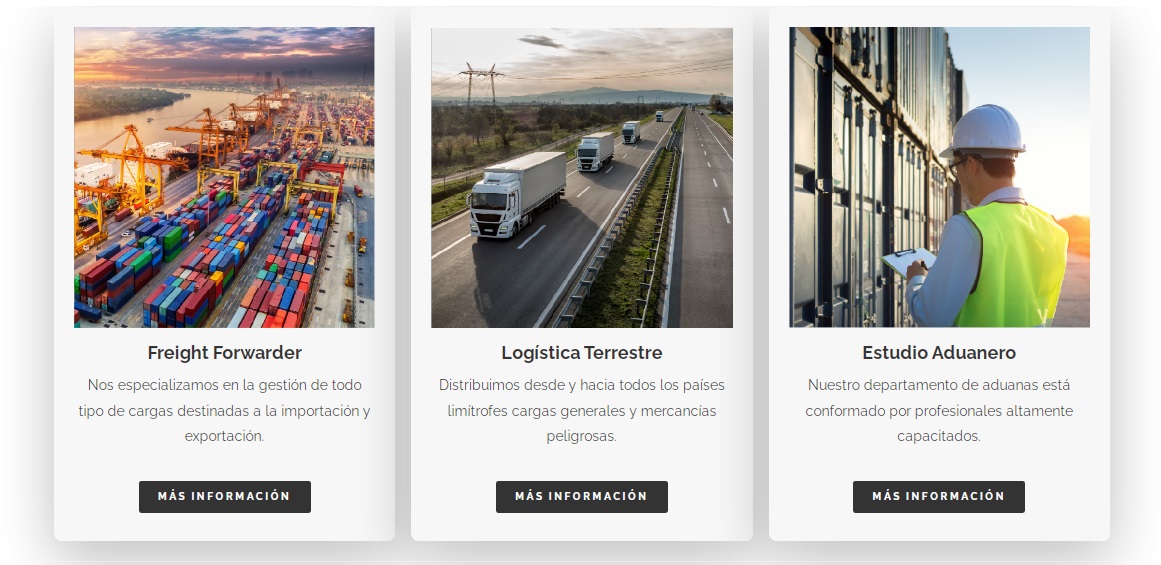 Freight Forwarder
Nos especializamos en la gestión de todo
tipo de cargas destinadas a la importación y
exportación.
MÁS INFORMACIÓN
Logística Terrestre
Distribuimos desde y hacia todos los países
limítrofes cargas generales y mercancías
peligrosas.
MÁS INFORMACIÓN
Estudio Aduanero
Nuestro departamento de aduanas está
conformado por profesionales altamente
capacitados.
MÁS INFORMACIÓN